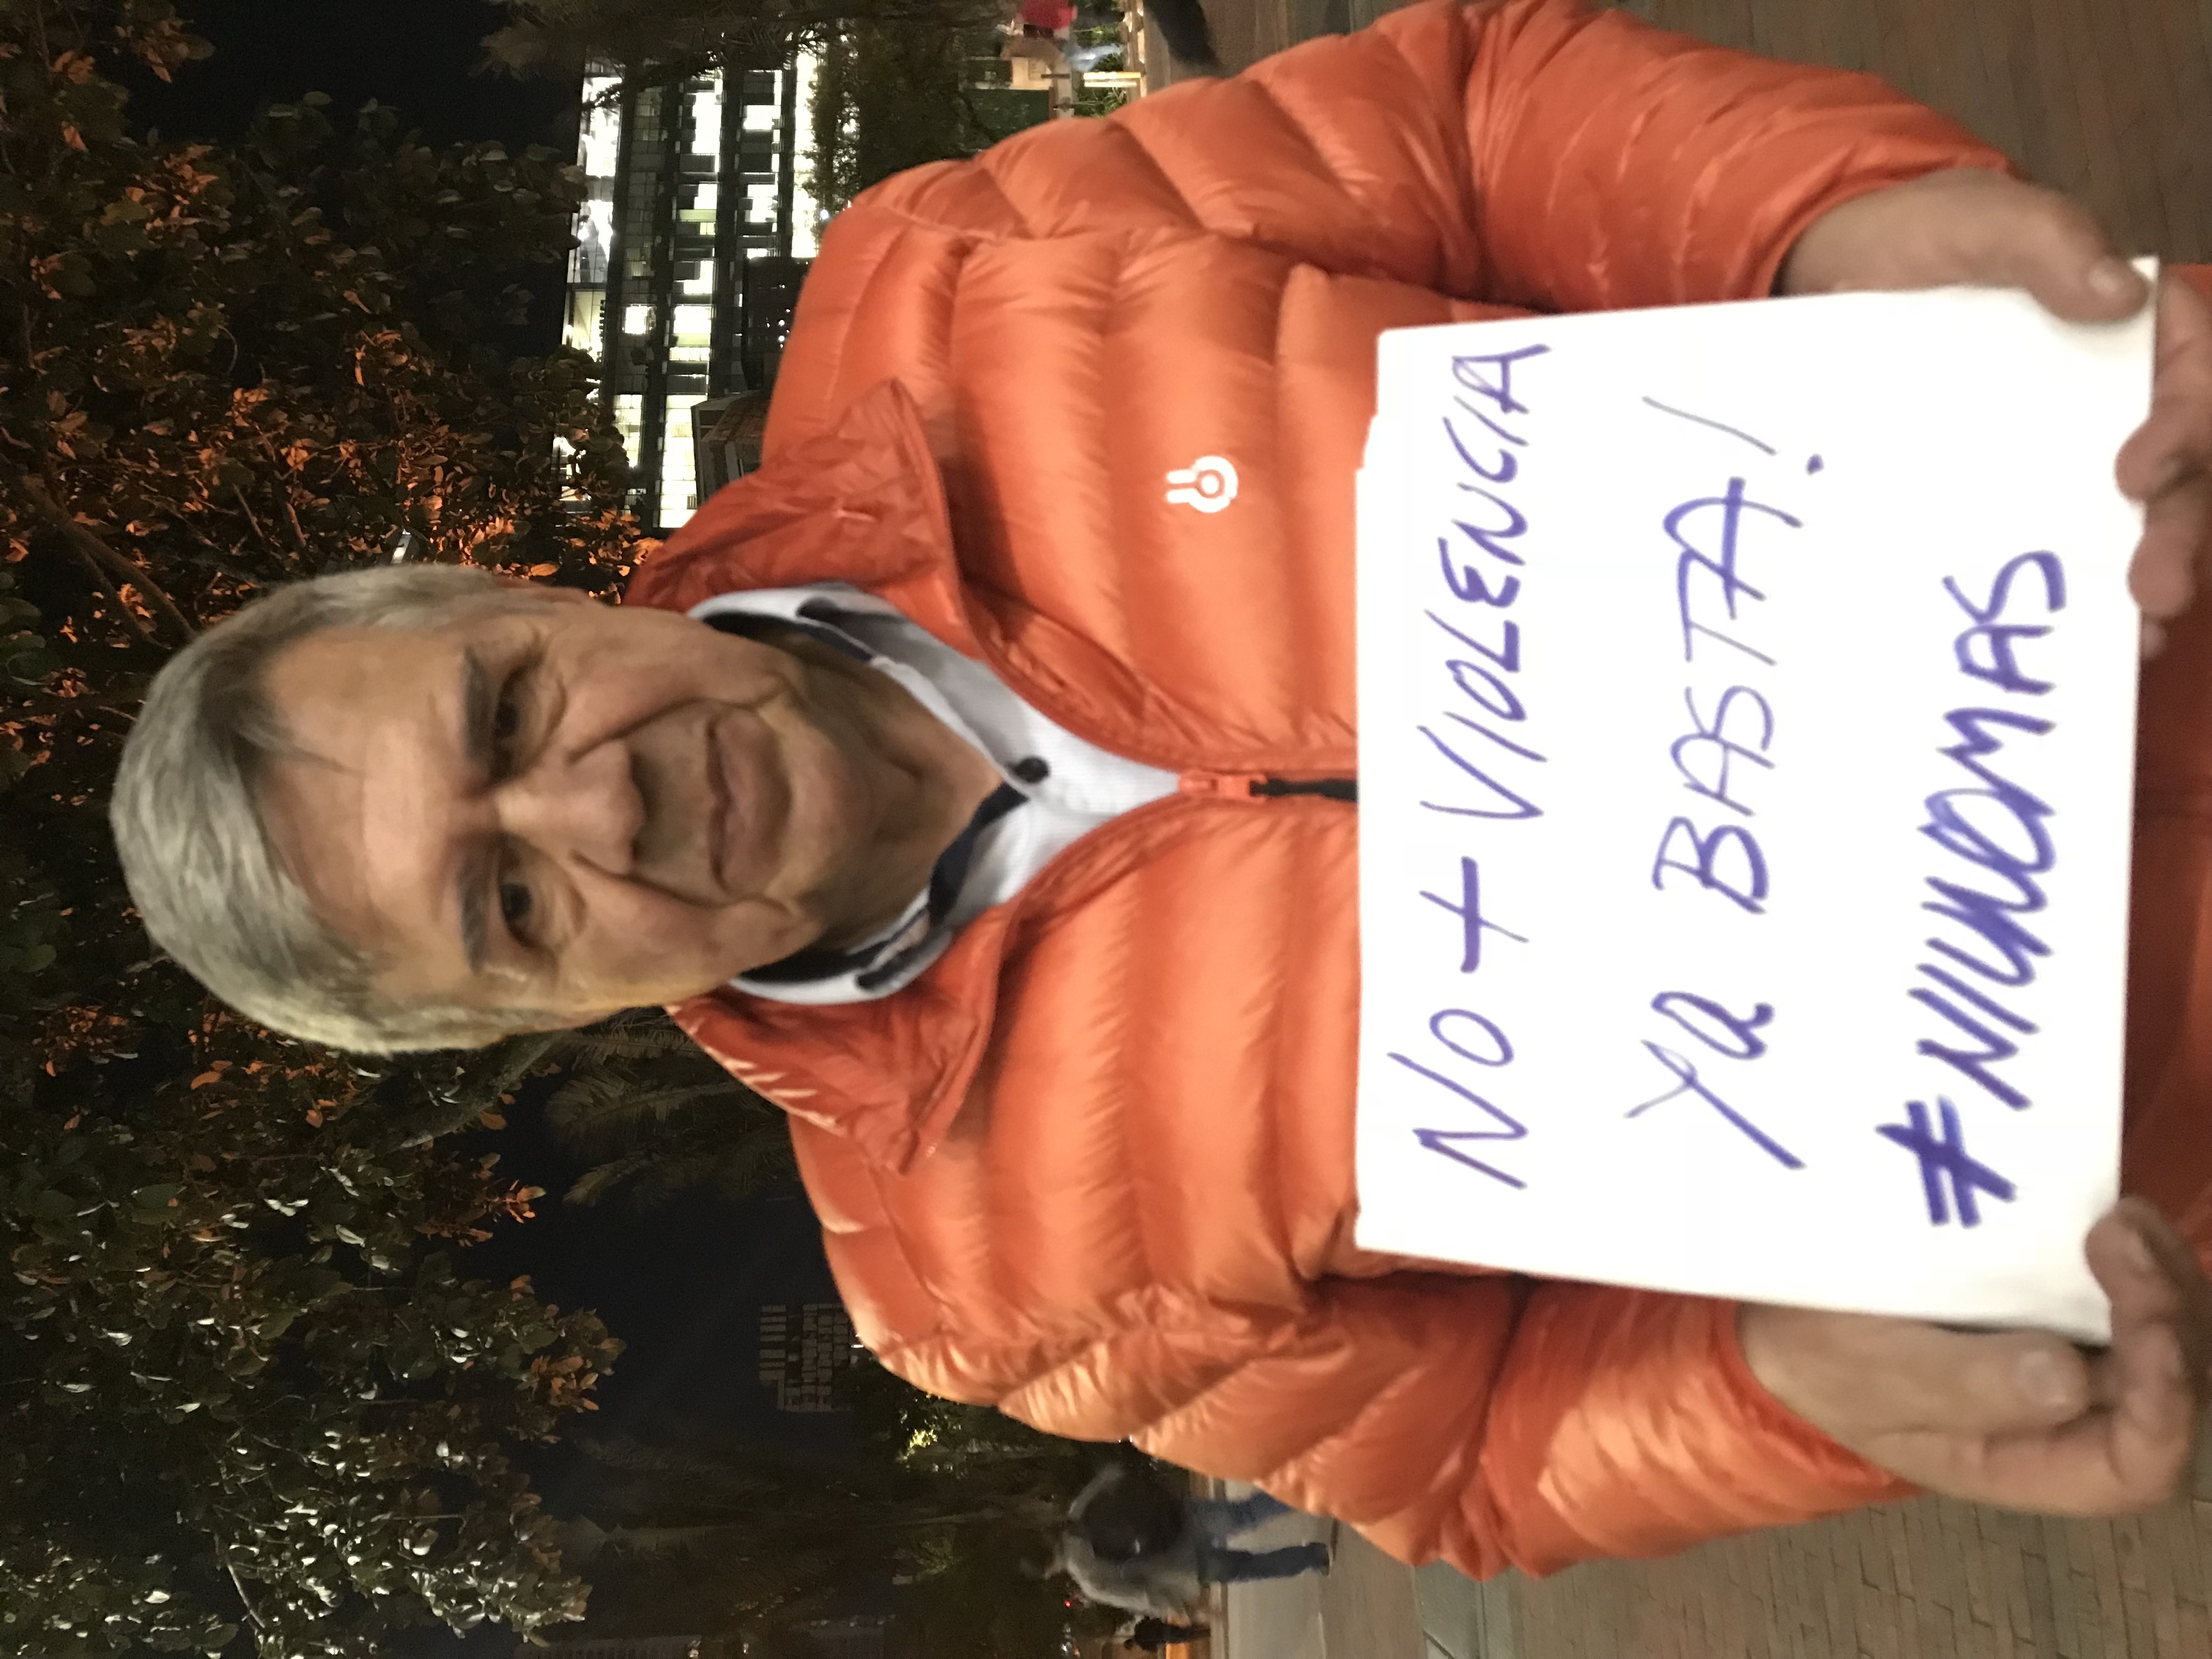 NO + VIOLENCIA
Ya BASTA!
#NIUNOMAS